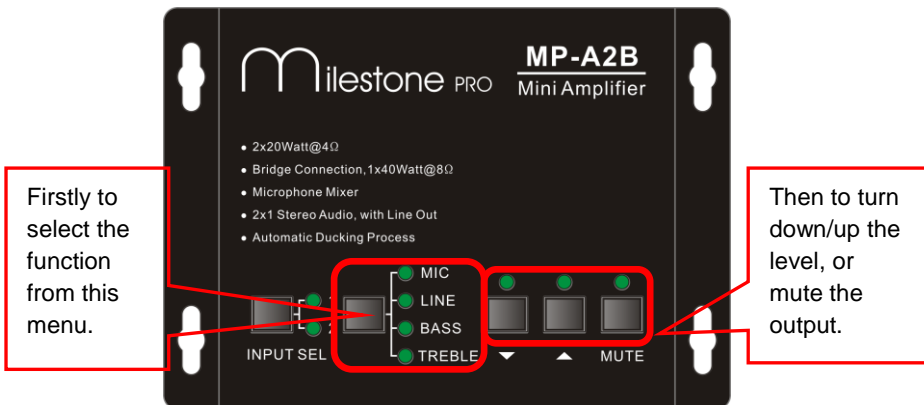 Milestone PRO
MP-A2B
Mini Amplifier
• 2x20Watt@4Ω
• Bridge Connection,1x40Watt@8Ω
• Microphone Mixer
• 2x1 Stereo Audio, with Line Out
• Automatic Ducking Process
Firstly to
select the
function
from this
menu.
MIC
LINE
BASS
TREBLE
INPUT SEL
MUTE
Then to turn
down/up the
level, or
mute the
output.